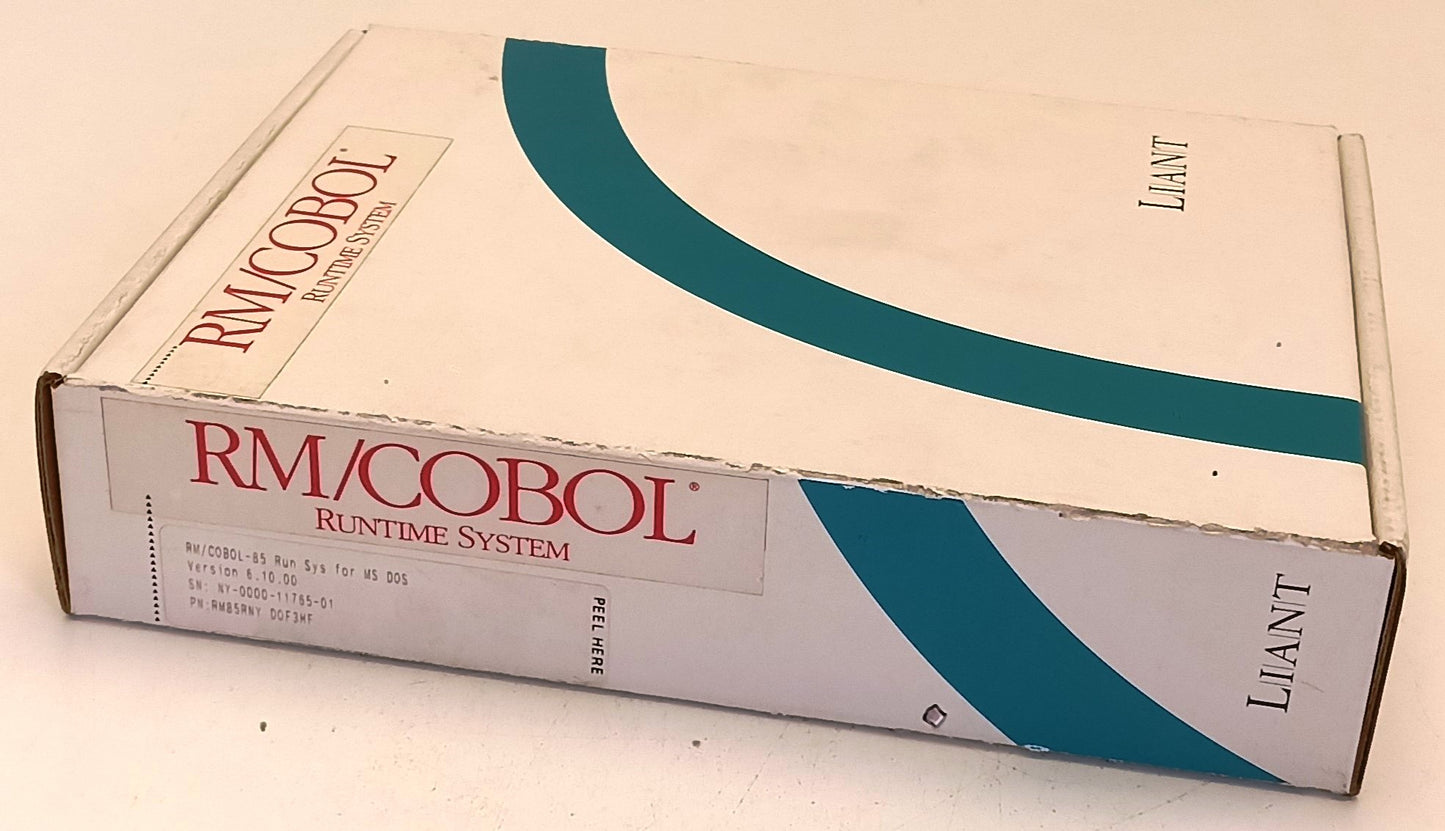 RM/COBOL®
RUNTIME SYSTEM
LIANT
RM/COBOL®
RUNTIME SYSTEM
RM/COBOL-85 Run Sys for MS DOS
Version 6.10.00
SN: NY-0000-11765-01
PN:RM85RNY DOF3HF
PEEL HERE
LIANT